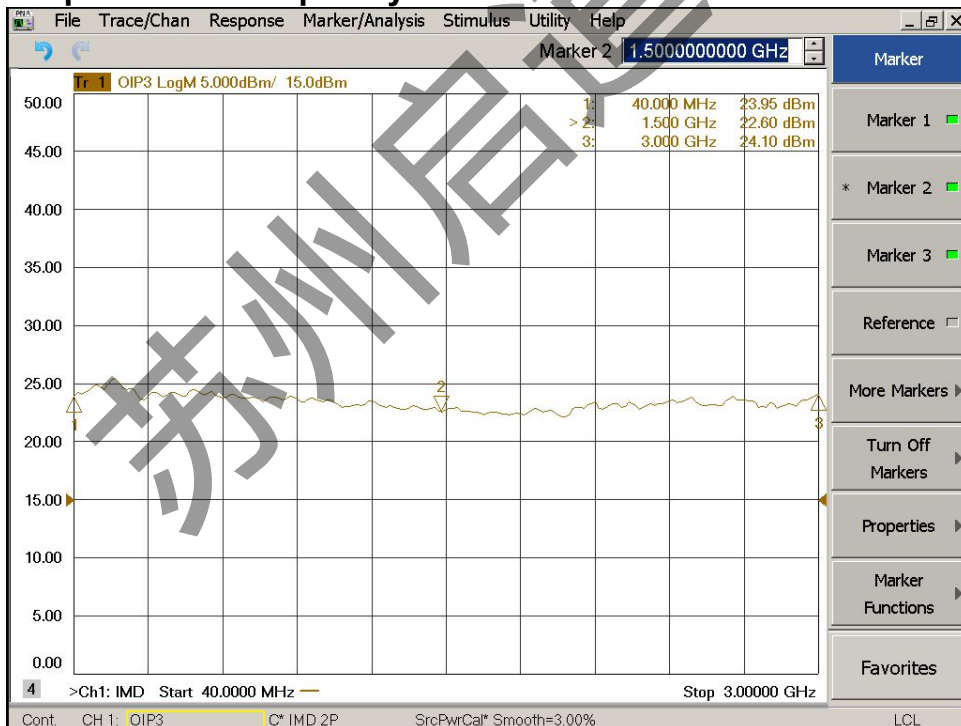 PNA
File Trace/Chan Response Marker/Analysis Stimulus Utility Help
Marker 2 1.5000000000 GHz
Tr 1 OIP3 LogM 5.000dBm/ 15.0dBm
1: 40.000 MHz 23.95 dBm
> 2: 1.500 GHz 22.60 dBm
3: 3.000 GHz 24.10 dBm
50.00
45.00
40.00
35.00
30.00
25.00
20.00
15.00
10.00
5.00
0.00
2
1
3
4 >Ch1: IMD Start 40.0000 MHz Stop 3.00000 GHz
Cont. CH 1: OIP3 C* IMD 2P SrcPwrCal* Smooth=3.00% LCL
Marker
Marker 1
* Marker 2
Marker 3
Reference
More Markers
Turn Off
Markers
Properties
Marker
Functions
Favorites
苏州启道